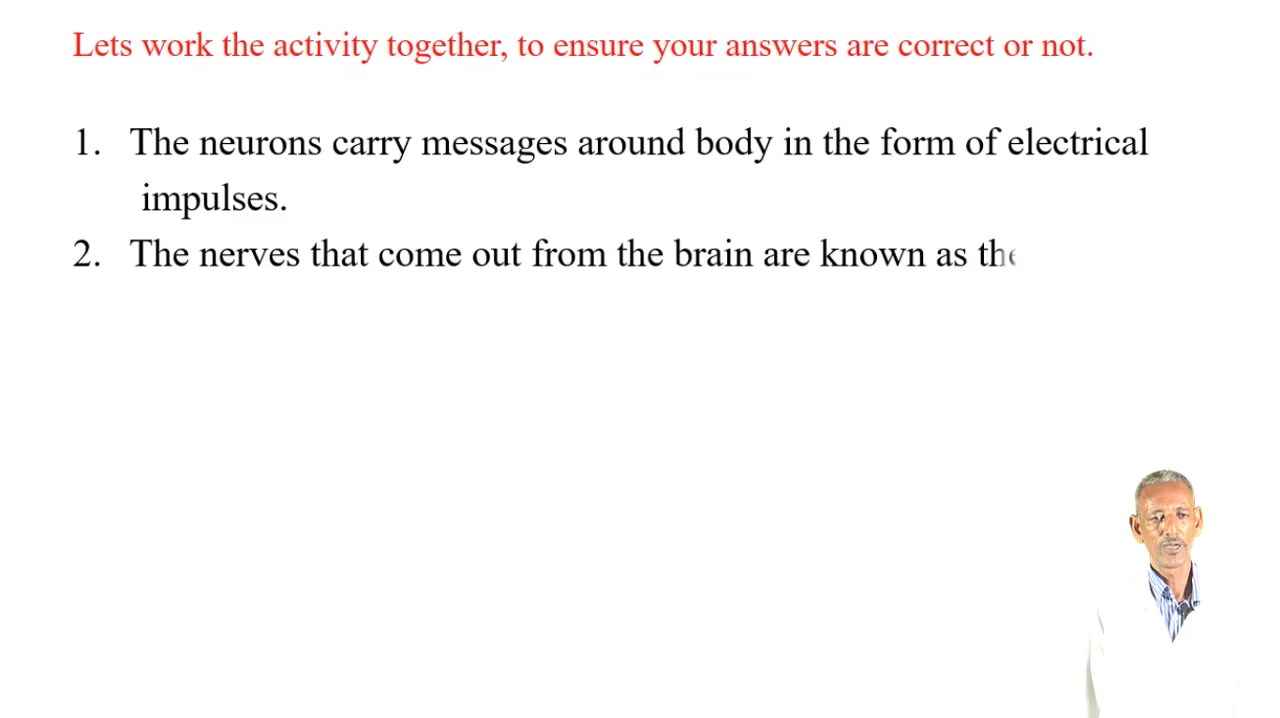 Lets work the activity together, to ensure your answers are correct or not.
1. The neurons carry messages around body in the form of electrical
impulses.
2. The nerves that come out from the brain are known as the